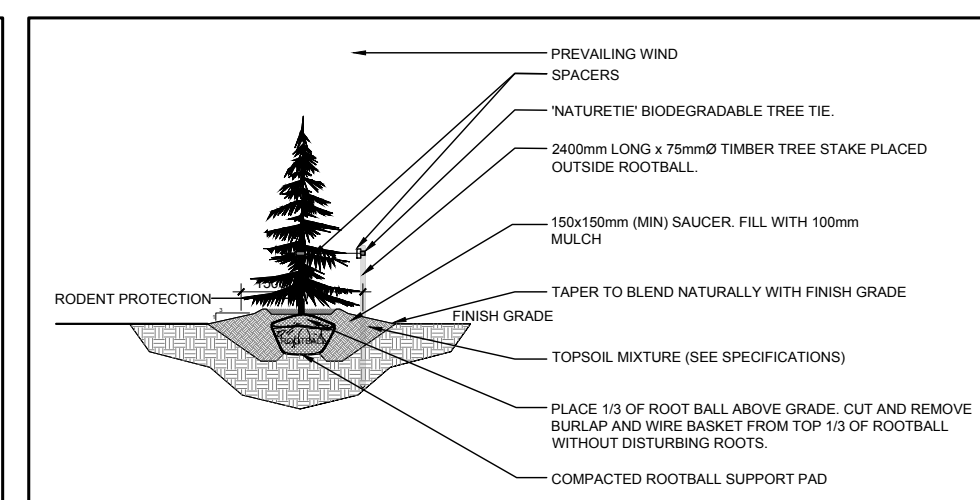 PREVAILING WIND
SPACERS
'NATURETIE' BIODEGRADABLE TREE TIE.
2400mm LONG x 75mmØ TIMBER TREE STAKE PLACED
OUTSIDE ROOTBALL.
150x150mm (MIN) SAUCER. FILL WITH 100mm
MULCH
RODENT PROTECTION
TAPER TO BLEND NATURALLY WITH FINISH GRADE
FINISH GRADE
ROOTBALL
TOPSOIL MIXTURE (SEE SPECIFICATIONS)
PLACE 1/3 OF ROOT BALL ABOVE GRADE. CUT AND REMOVE
BURLAP AND WIRE BASKET FROM TOP 1/3 OF ROOTBALL
WITHOUT DISTURBING ROOTS.
COMPACTED ROOTBALL SUPPORT PAD